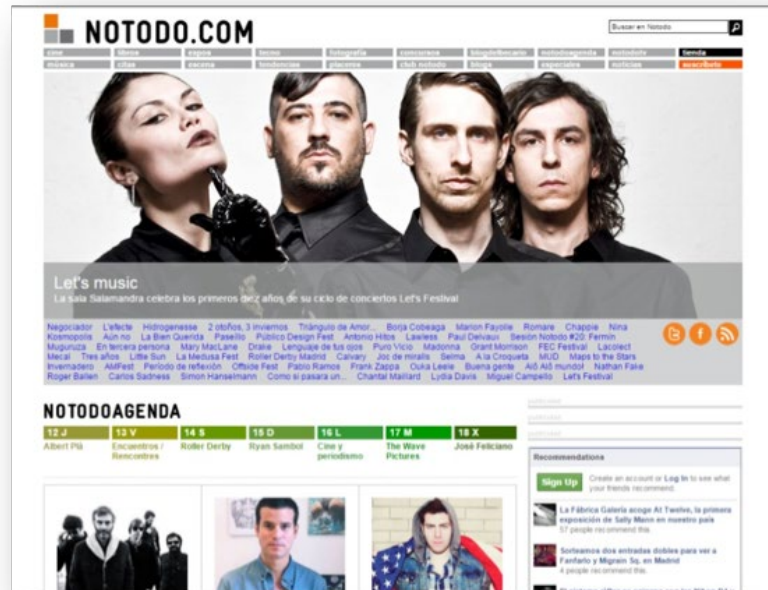 NOTODO.COM
Buscar en Notodo
cine libros expos tecno fotografía concursos blogdelbecario notodoagenda notodotv tienda
música citas escena tendencias placeres club notodo blogs especiales noticias suscríbete
Let's music
La sala Salamandra celebra los primeros diez años de su ciclo de conciertos Let's Festival
Negociador L'efecte Hidrogenesse 2 otoños, 3 inviernos Triángulo de Amor... Borja Cobeaga Marion Fayolle Romare Chappie Nina
Kosmopolis Aún no La Bien Querida Paseillo Público Design Fest Antonio Hitos Lawless Paul Delvaux Sesión Notodo #20: Fermin
Muguruza En tercera persona Mary MacLane Drake Lenguaje de tus ojos Puro Vicio Madonna Grant Morrison FEC Festival Lacolect
Mecal Tres años Little Sun La Medusa Fest Roller Derby Madrid Calvary Joc de miralls Selma A la Croqueta MUD Maps to the Stars
Invernadero AMFest Período de reflexión Offside Fest Pablo Ramos Frank Zappa Ouka Leele Buena gente Alõ Alõ mundo! Nathan Fake
Roger Ballen Carlos Sadness Simon Hanselmann Como si pasara un... Chantal Maillard Lydia Davis Miguel Campello Let's Festival
NOTODOAGENDA
12 J 13 V 14 S 15 D 16 L 17 M 18 X
Albert Plà Encuentros / Roller Derby Ryan Sambol Cine y The Wave José Feliciano
Rencontres periodismo Pictures
Recommendations
Sign Up Create an account or Log In to see what
your friends recommend.
La Fábrica Galería acoge At Twelve, la primera
exposición de Sally Mann en nuestro país
57 people recommend this.
Sorteamos dos entradas dobles para ver a
Fanfarlo y Migrain Sq. en Madrid
4 people recommend this.